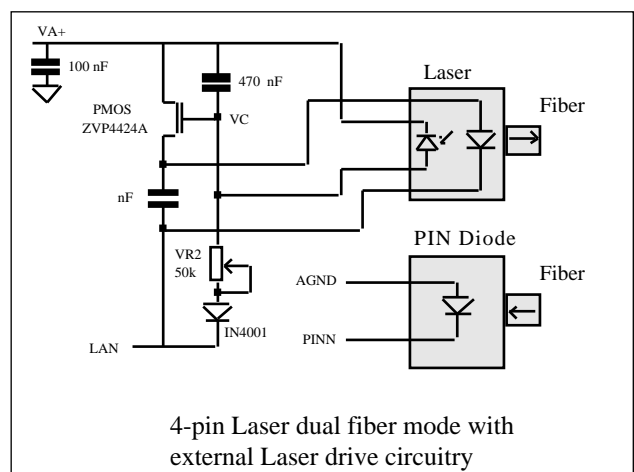 VA+
100 nF
470 nF
Laser
PMOS
ZVP4424A
VC
Fiber
nF
PIN Diode
VR2
50k
AGND
Fiber
IN4001
PINN
LAN
4-pin Laser dual fiber mode with
external Laser drive circuitry